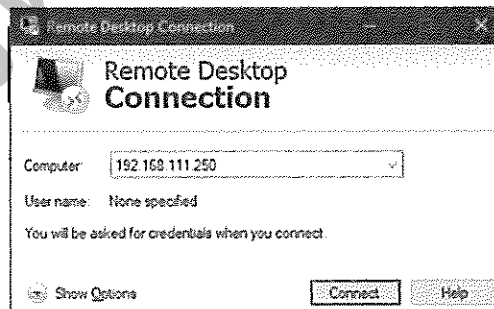 Remote Desktop Connection
Remote Desktop
Connection
Computer: 192.168.111.250
User name: None specified
You will be asked for credentials when you connect.
Show Options
Connect
Help